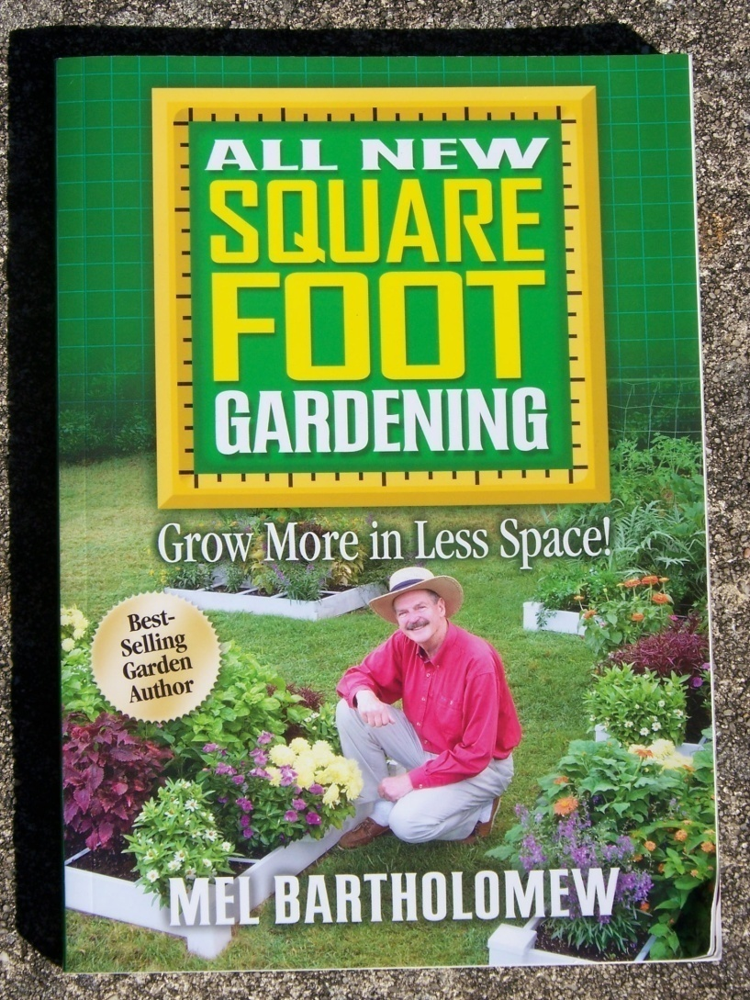 ALL NEW
SQUARE
FOOT
GARDENING
Grow More in Less Space!
Best-
Selling
Garden
Author
MEL BARTHOLOMEW